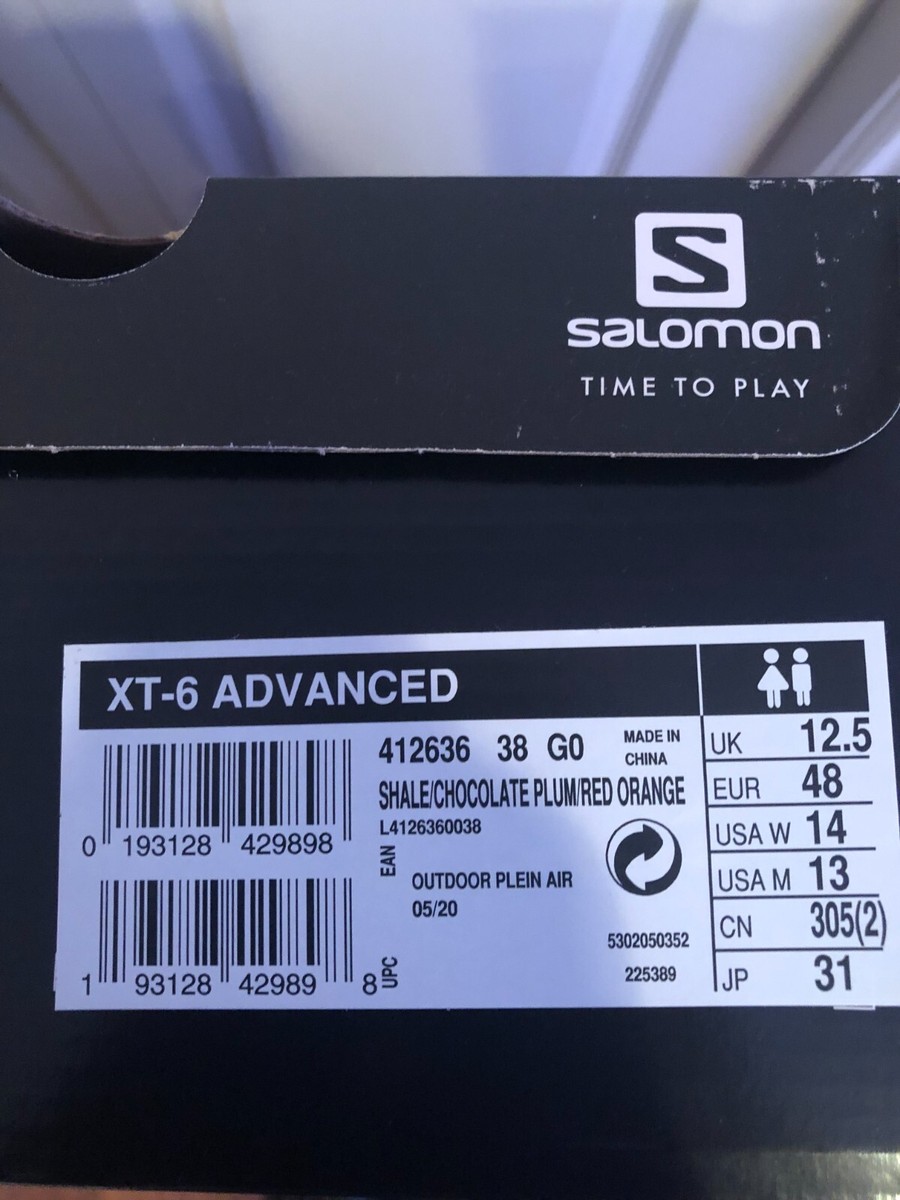 S
SALOMON
TIME TO PLAY
XT-6 ADVANCED
412636 38 G0
MADE IN
CHINA
SHALE/CHOCOLATE PLUM/RED ORANGE
L4126360038
0 193128 429898
EAN
OUTDOOR PLEIN AIR
05/20
5302050352
225389
1 93128 42989 8
UPC
UK 12.5
EUR 48
USA W 14
USA M 13
CN 305(2)
JP 31